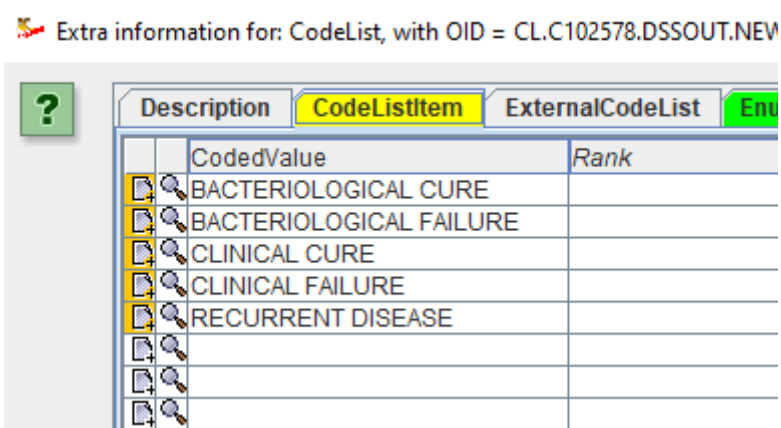 Extra information for: CodeList, with OID = CL.C102578.DSSOUT.NEW
?
Description CodeListItem ExternalCodeList Enu
CodedValue Rank
BACTERIOLOGICAL CURE
BACTERIOLOGICAL FAILURE
CLINICAL CURE
CLINICAL FAILURE
RECURRENT DISEASE